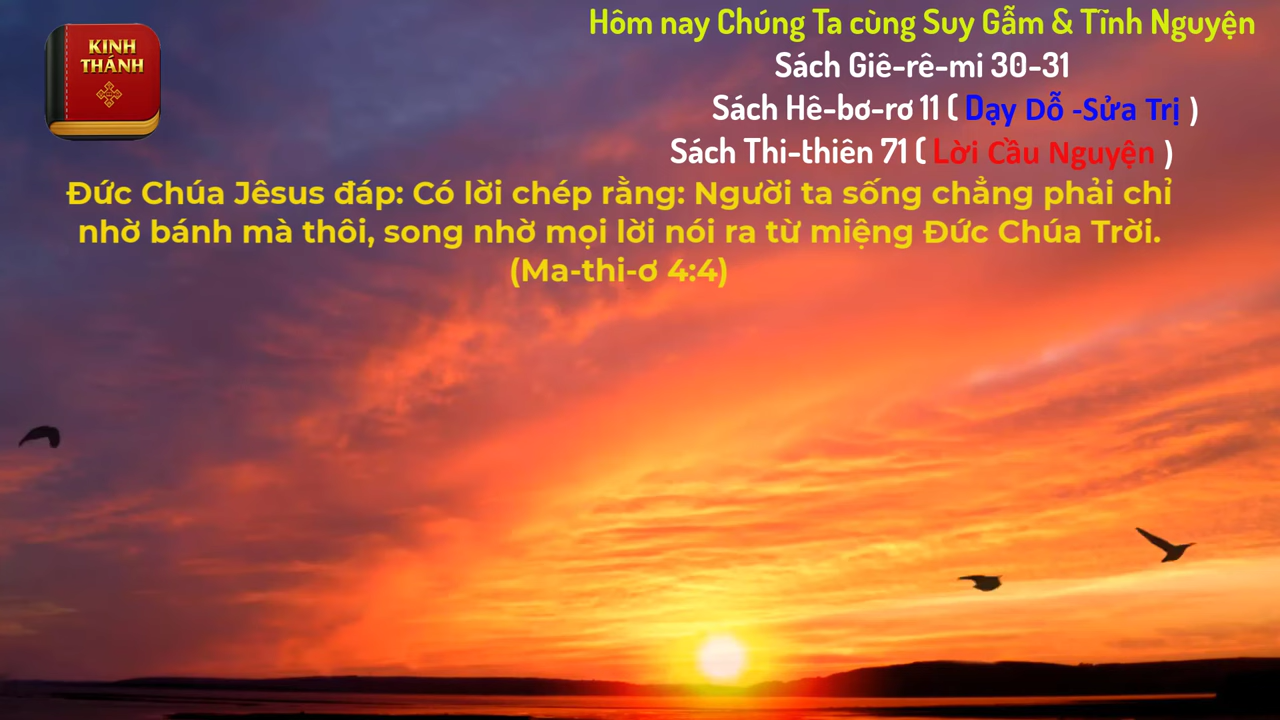 KINH
THÁNH
Hôm nay Chúng Ta cùng Suy Gẫm & Tĩnh Nguyện
Sách Giê-rê-mi 30-31
Sách Hê-bơ-rơ 11 ( Dạy Dỗ -Sửa Trị )
Sách Thi-thiên 71 ( Lời Cầu Nguyện )
Đức Chúa Jêsus đáp: Có lời chép rằng: Người ta sống chẳng phải chỉ
nhờ bánh mà thôi, song nhờ mọi lời nói ra từ miệng Đức Chúa Trời.
(Ma-thi-ơ 4:4)